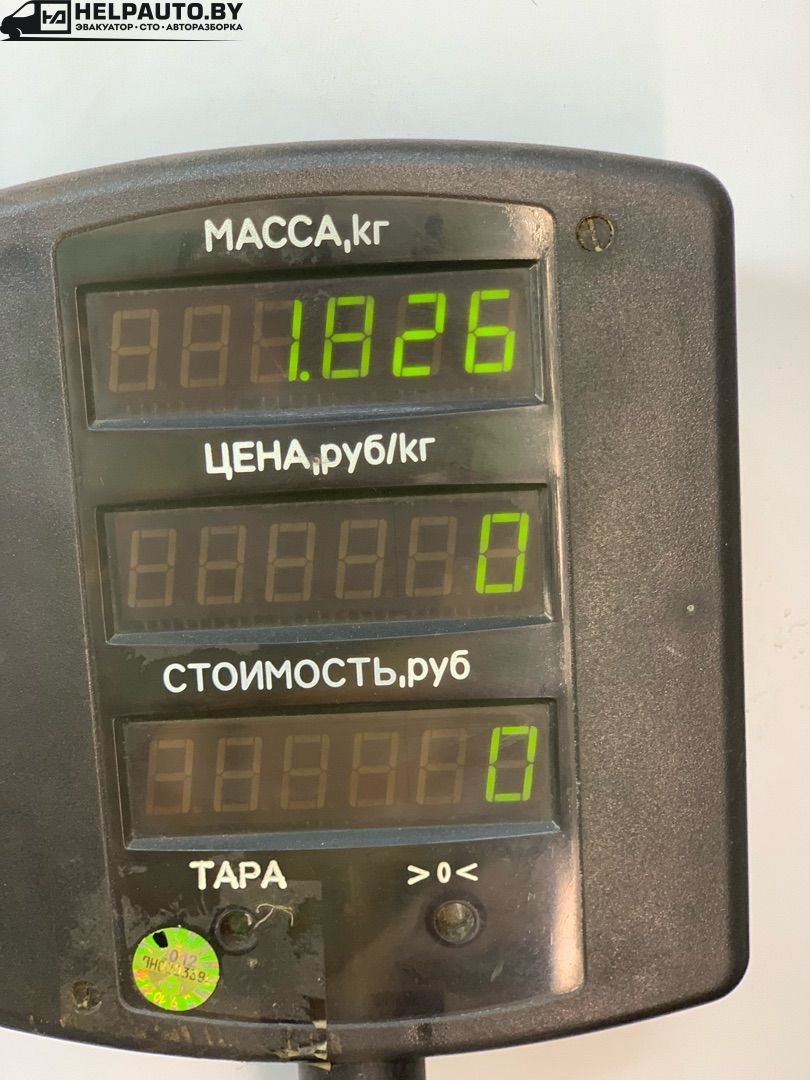 HELPAUTO.BY
ЭВАКУАТОР · СТО · АВТОРАЗБОРКА
МАССА,кг
1.826
ЦЕНА,руб/кг
0
СТОИМОСТЬ,руб
0
ТАРА >0<